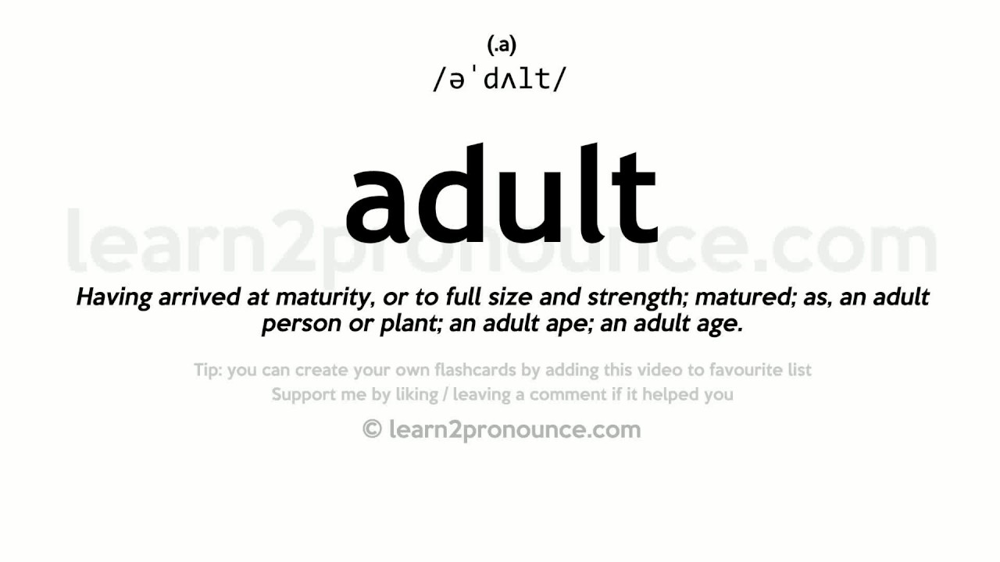 (.a)
/əˈdʌlt/
adult
learn2pronounce.com
Having arrived at maturity, or to full size and strength; matured; as, an adult
person or plant; an adult ape; an adult age.
Tip: you can create your own flashcards by adding this video to favourite list
Support me by liking / leaving a comment if it helped you
© learn2pronounce.com